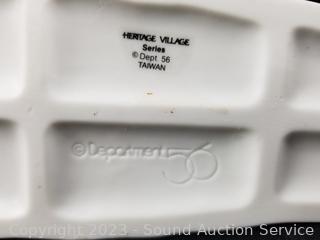 HERITAGE VILLAGE
Series
© Dept. 56
TAIWAN
©Department 56
Copyright 2023 - Sound Auction Service